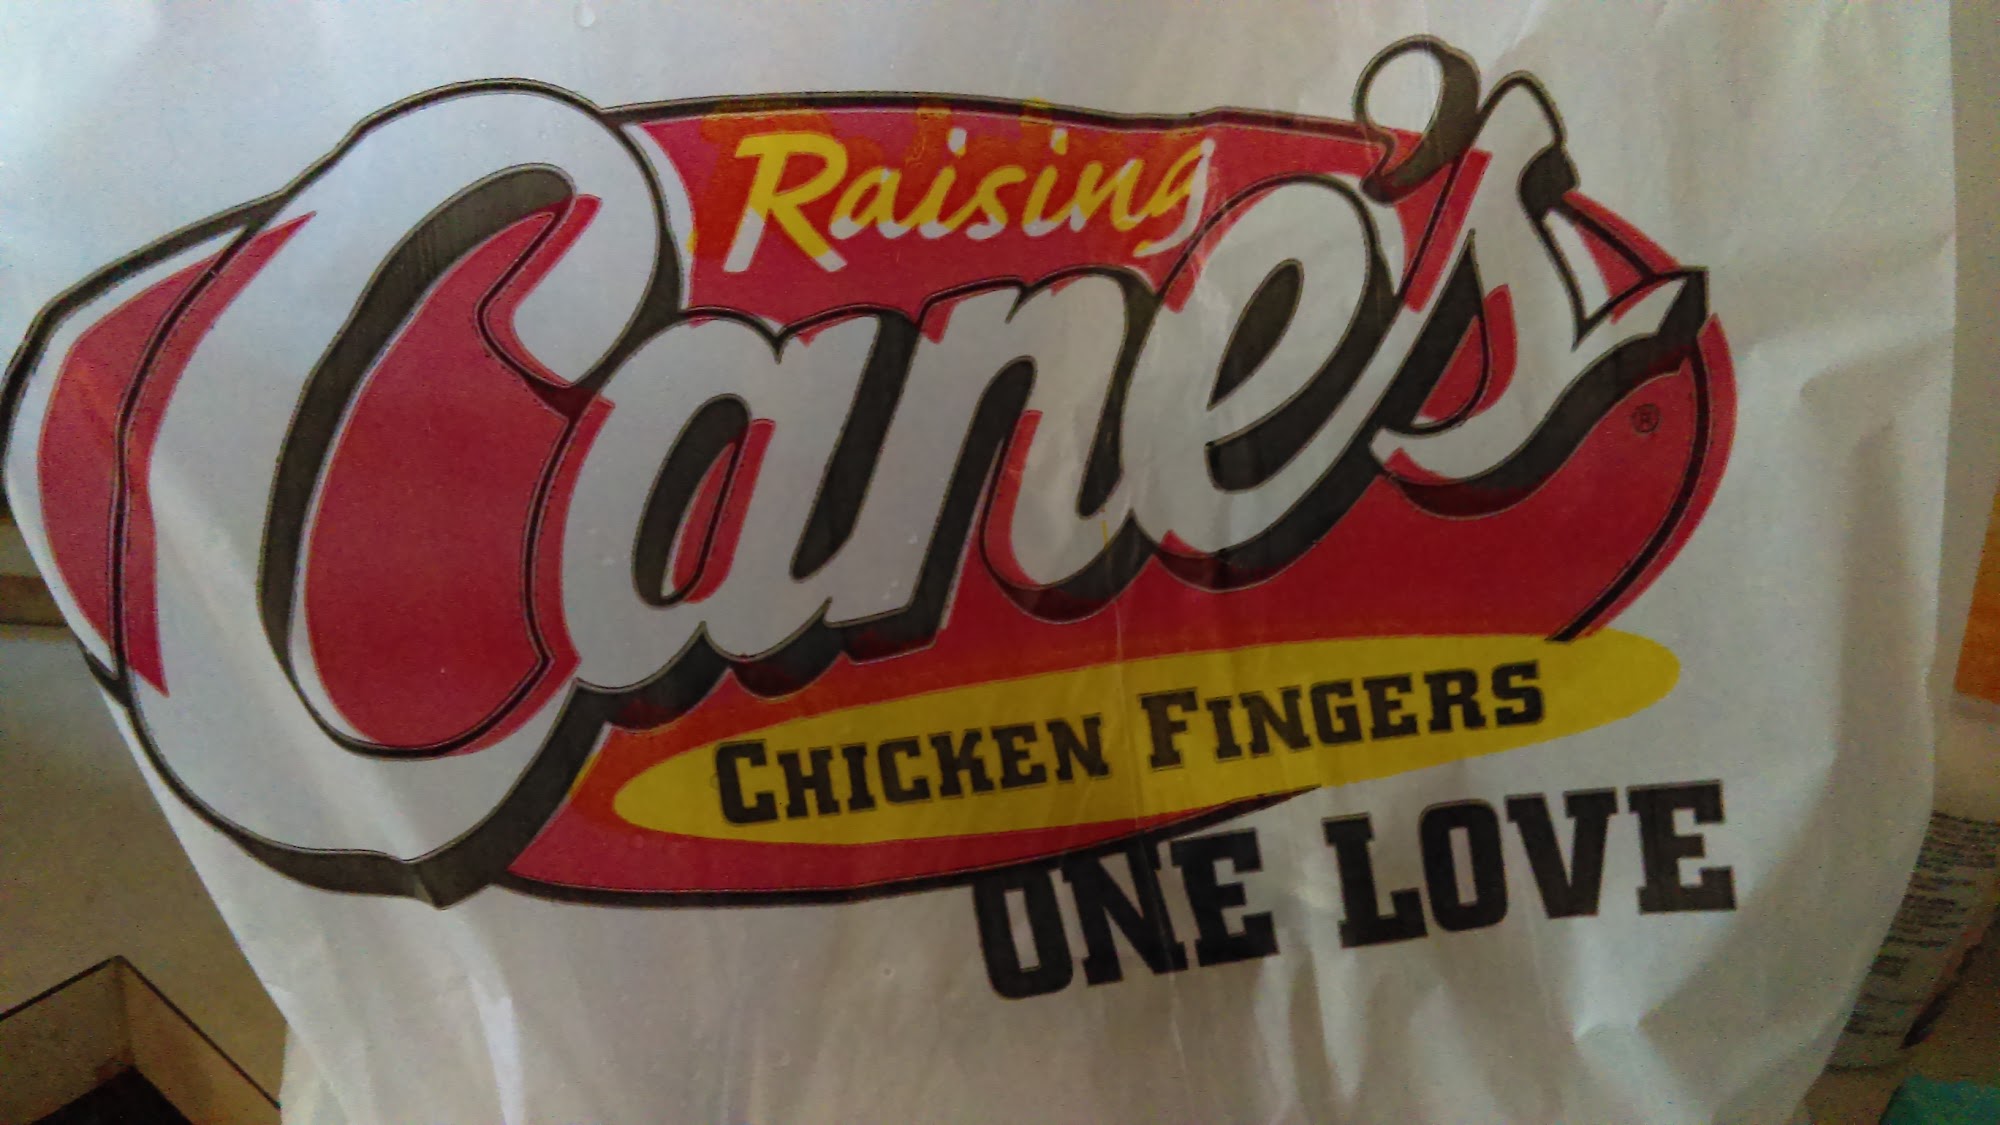 Raising
Cane's
®
CHICKEN FINGERS
ONE LOVE